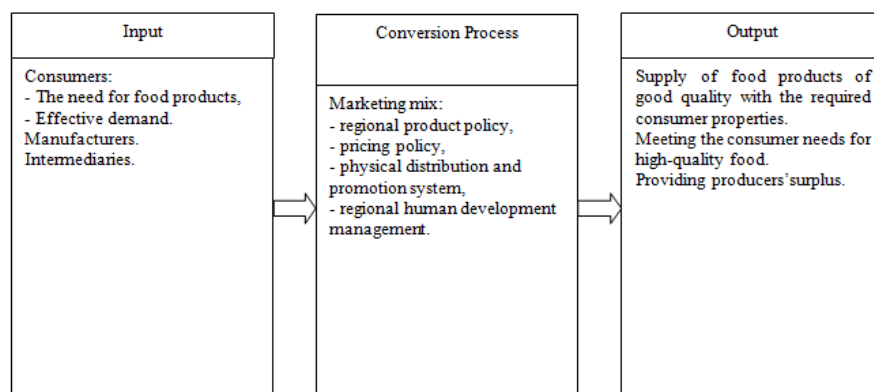 Input
Consumers:
- The need for food products,
- Effective demand.
Manufacturers.
Intermediaries.
Conversion Process
Marketing mix:
- regional product policy,
- pricing policy,
- physical distribution and
promotion system,
- regional human development
management.
Output
Supply of food products of
good quality with the required
consumer properties.
Meeting the consumer needs for
high-quality food.
Providing producers'surplus.